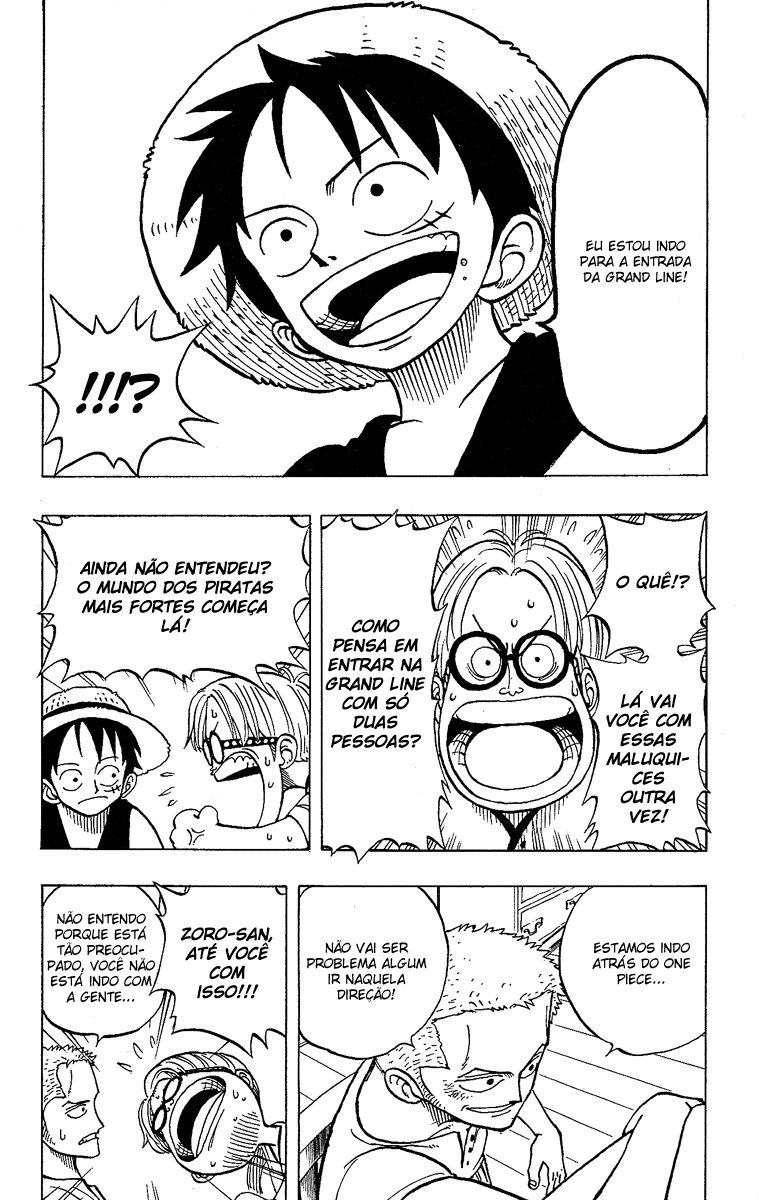 EU ESTOU INDO
PARA A ENTRADA
DA GRAND LINE!
!!!?
O QUÊ!?
LÁ VAI
VOCÊ COM
ESSAS
MALUQUI-
CES
OUTRA
VEZ!
COMO
PENSA EM
ENTRAR NA
GRAND LINE
COM SÓ
DUAS
PESSOAS?
AINDA NÃO ENTENDEU?
O MUNDO DOS PIRATAS
MAIS FORTES COMEÇA
LÁ!
ESTAMOS INDO
ATRÁS DO ONE
PIECE...
NÃO VAI SER
PROBLEMA ALGUM
IR NAQUELA
DIREÇÃO!
ZORO-SAN,
ATÉ VOCÊ
COM
ISSO!!!
NÃO ENTENDO
PORQUE ESTÁ
TÃO PREOCU-
PADO, VOCÊ NÃO
ESTÁ INDO COM
A GENTE...